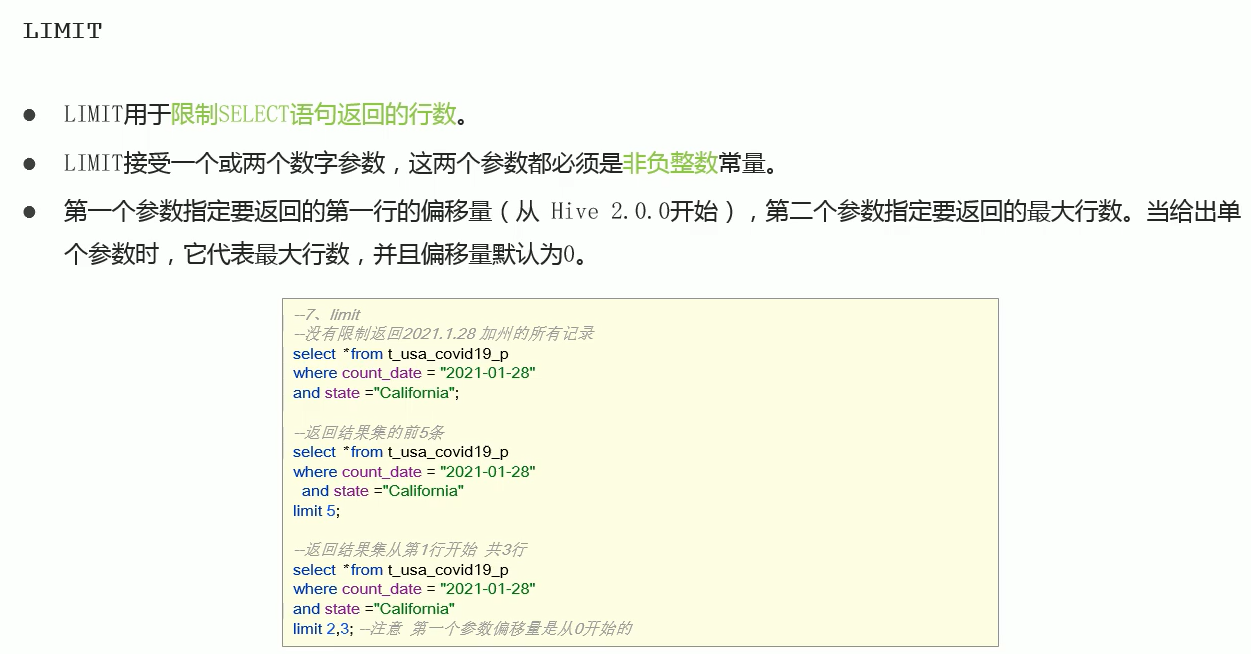 LIMIT
LIMIT用于限制SELECT语句返回的行数。
LIMIT接受一个或两个数字参数，这两个参数都必须是非负整数常量。
第一个参数指定要返回的第一行的偏移量（从 Hive 2.0.0开始），第二个参数指定要返回的最大行数。当给出单
个参数时，它代表最大行数，并且偏移量默认为0。
--7、limit
--没有限制返回2021.1.28 加州的所有记录
select *from t_usa_covid19_p
where count_date = "2021-01-28"
and state ="California";
--返回结果集的前5条
select *from t_usa_covid19_p
where count_date = "2021-01-28"
and state ="California"
limit 5;
--返回结果集从第1行开始 共3行
select *from t_usa_covid19_p
where count_date = "2021-01-28"
and state ="California"
limit 2,3; --注意 第一个参数偏移量是从0开始的